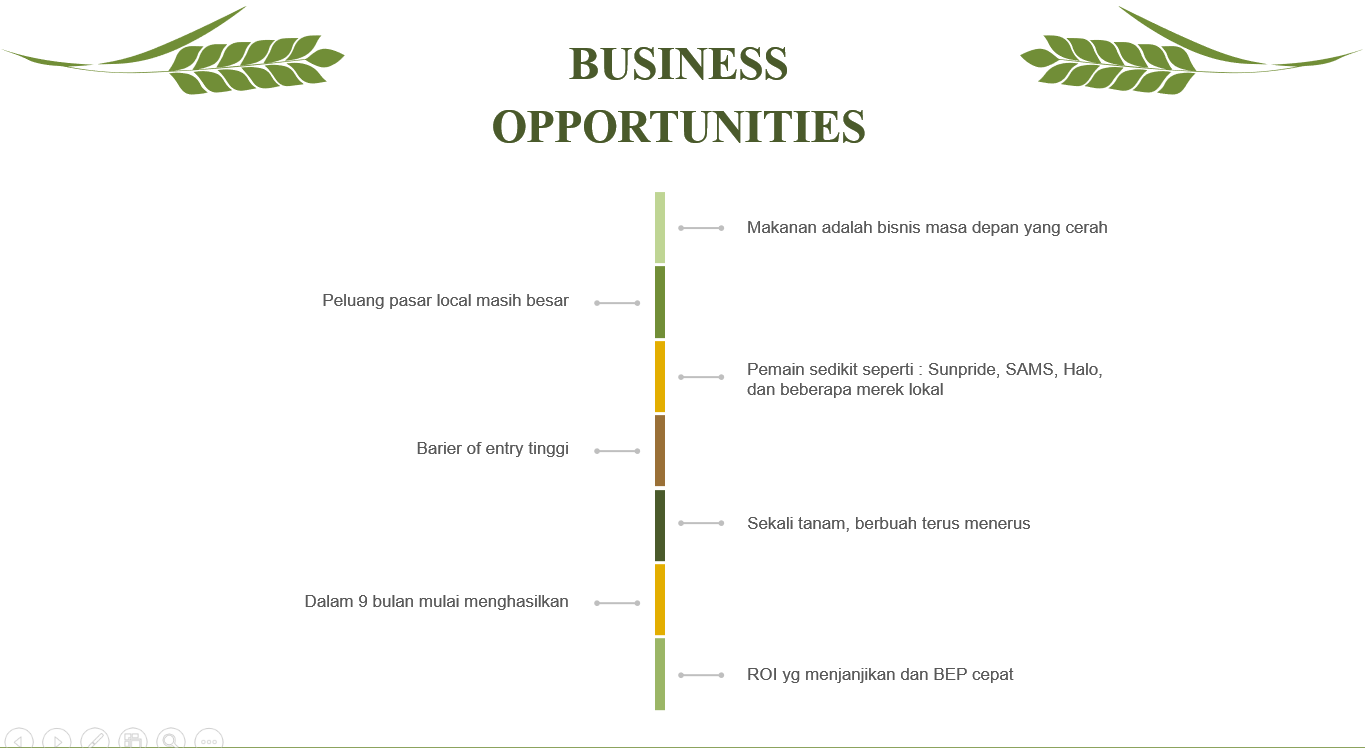 BUSINESS
OPPORTUNITIES
Makanan adalah bisnis masa depan yang cerah
Peluang pasar local masih besar
Pemain sedikit seperti : Sunpride, SAMS, Halo,
dan beberapa merek lokal
Barier of entry tinggi
Sekali tanam, berbuah terus menerus
Dalam 9 bulan mulai menghasilkan
ROI yg menjanjikan dan BEP cepat